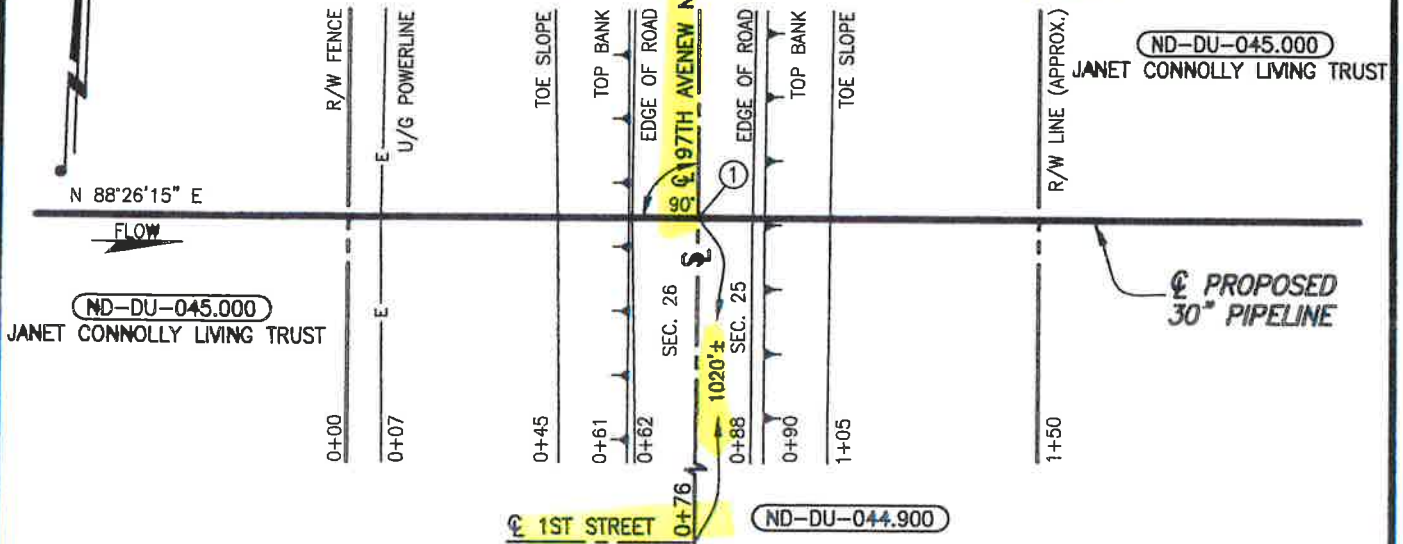 R/W FENCE
U/G POWERLINE
TOE SLOPE
TOP BANK
EDGE OF ROAD
℄ 197TH AVENEW N
EDGE OF ROAD
TOP BANK
TOE SLOPE
R/W LINE (APPROX.)
ND-DU-045.000
JANET CONNOLLY LIVING TRUST
E
N 88°26'15" E
90°
1
FLOW
℄ PROPOSED
30" PIPELINE
ND-DU-045.000
JANET CONNOLLY LIVING TRUST
E
SEC. 26
1020'±
SEC. 25
0+00
0+07
0+45
0+61
0+62
0+76
0+88
0+90
1+05
1+50
℄ 1ST STREET
ND-DU-044.900